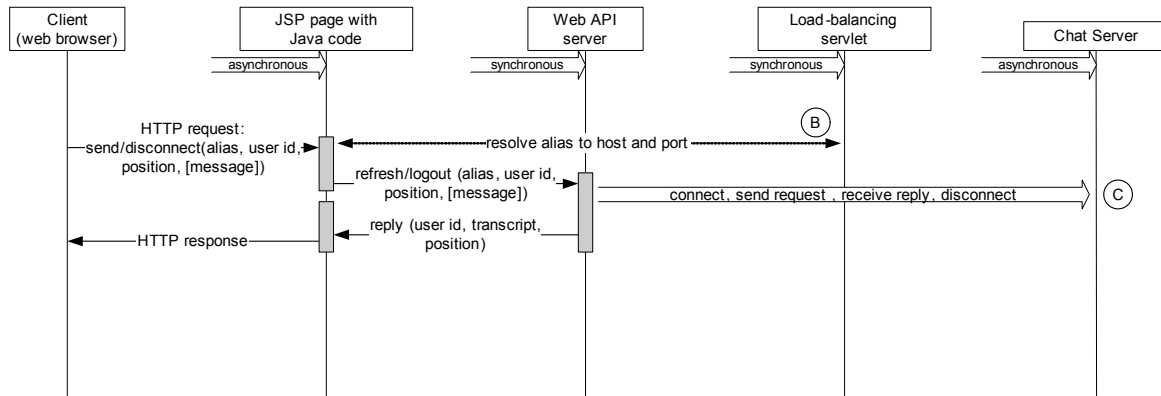 Client
(web browser)
JSP page with
Java code
Web API
server
Load-balancing
servlet
Chat Server
asynchronous
synchronous
synchronous
asynchronous
B
HTTP request:
send/disconnect(alias, user id,
position, [message])
resolve alias to host and port
refresh/logout (alias, user id,
position, [message])
connect, send request , receive reply, disconnect
C
reply (user id, transcript,
position)
HTTP response